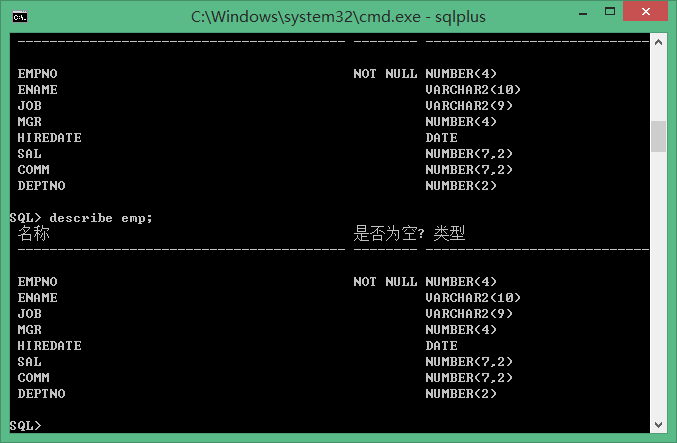 C:\Windows\system32\cmd.exe - sqlplus
----------------------------------------- -------- ----------------------------
EMPNO NOT NULL NUMBER(4)
ENAME VARCHAR2(10)
JOB VARCHAR2(9)
MGR NUMBER(4)
HIREDATE DATE
SAL NUMBER(7,2)
COMM NUMBER(7,2)
DEPTNO NUMBER(2)
SQL> describe emp;
名称 是否为空? 类型
----------------------------------------- -------- ----------------------------
EMPNO NOT NULL NUMBER(4)
ENAME VARCHAR2(10)
JOB VARCHAR2(9)
MGR NUMBER(4)
HIREDATE DATE
SAL NUMBER(7,2)
COMM NUMBER(7,2)
DEPTNO NUMBER(2)
SQL>